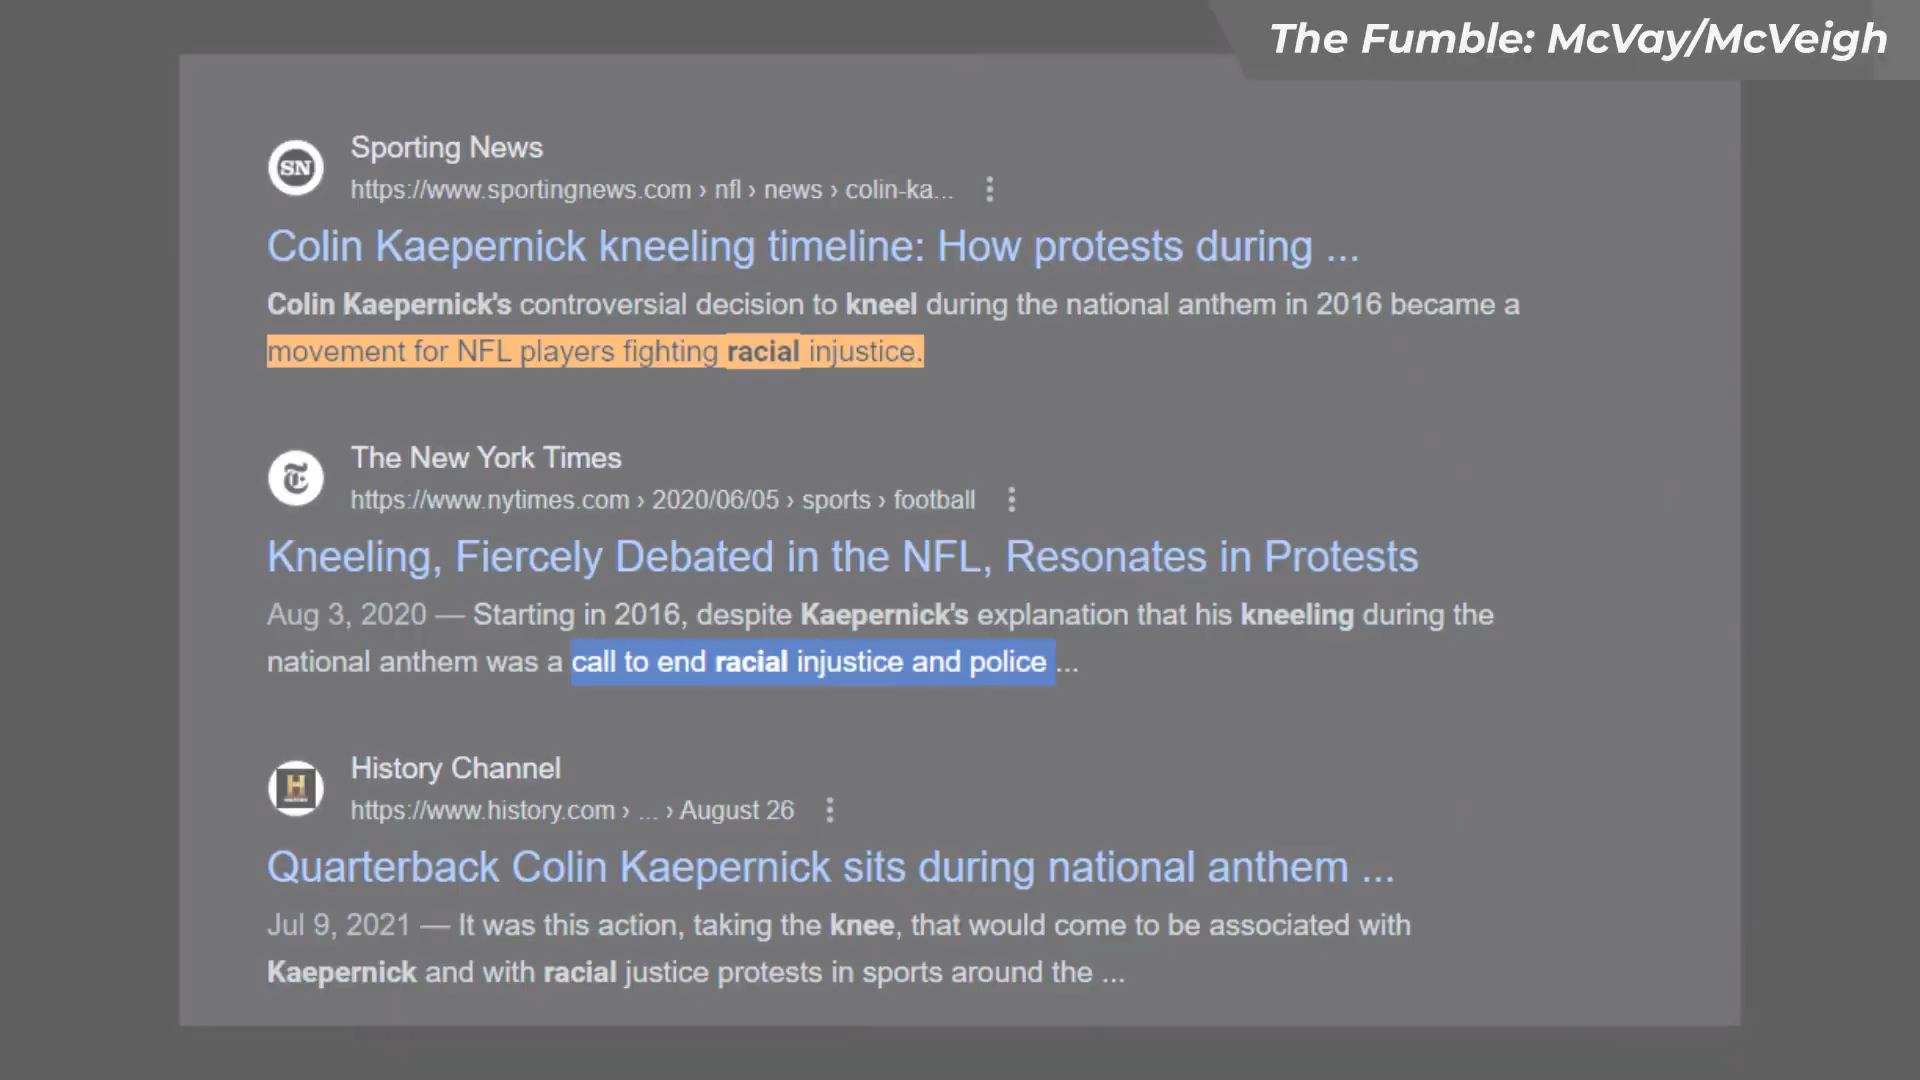 The Fumble: McVay/McVeigh
SN
Sporting News
https://www.sportingnews.com › nfl › news › colin-ka...
Colin Kaepernick kneeling timeline: How protests during ...
Colin Kaepernick's controversial decision to kneel during the national anthem in 2016 became a
movement for NFL players fighting racial injustice.
T
The New York Times
https://www.nytimes.com › 2020/06/05 › sports › football
Kneeling, Fiercely Debated in the NFL, Resonates in Protests
Aug 3, 2020 — Starting in 2016, despite Kaepernick's explanation that his kneeling during the
national anthem was a call to end racial injustice and police ...
H
History Channel
https://www.history.com › ... › August 26
Quarterback Colin Kaepernick sits during national anthem ...
Jul 9, 2021 — It was this action, taking the knee, that would come to be associated with
Kaepernick and with racial justice protests in sports around the ...